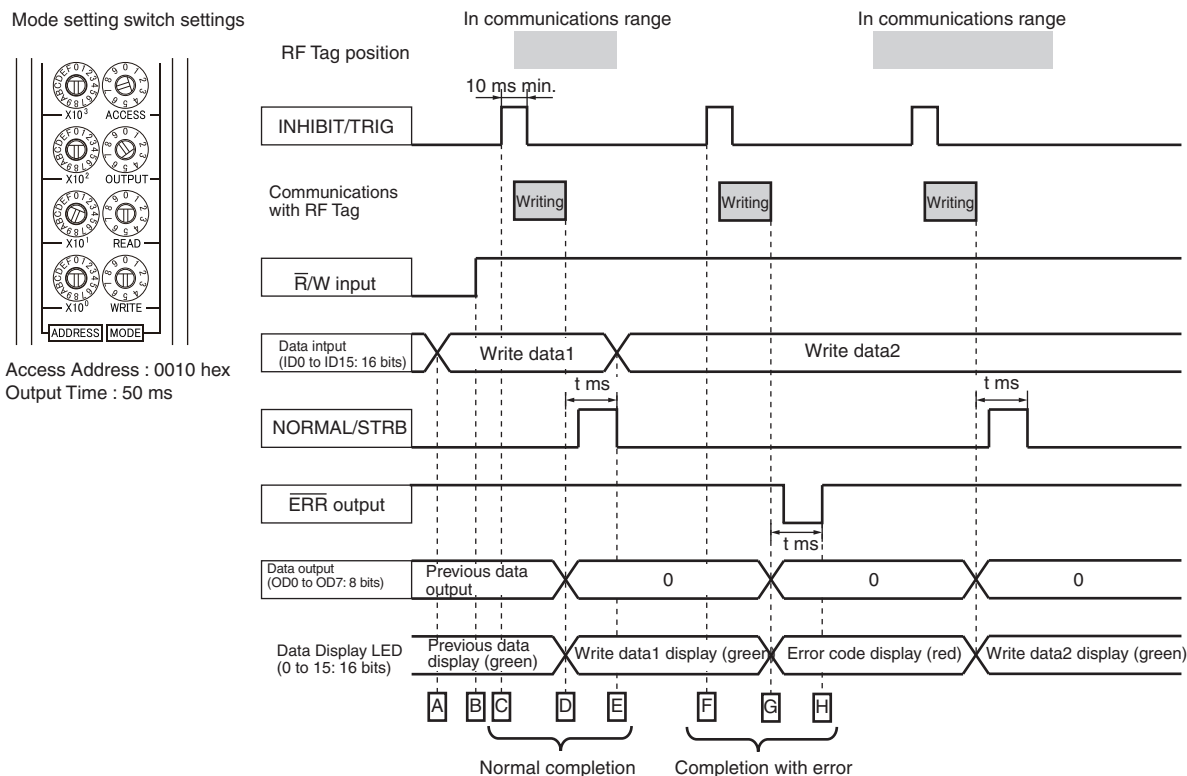 Mode setting switch settings
In communications range
In communications range
RF Tag position
10 ms min.
INHIBIT/TRIG
Communications
with RF Tag
Writing
Writing
Writing
R/W input
Data intput
(ID0 to ID15: 16 bits)
Write data1
Write data2
t ms
t ms
NORMAL/STRB
ERR output
t ms
Data output
(OD0 to OD7: 8 bits)
Previous data
output
0
0
0
Data Display LED
(0 to 15: 16 bits)
Previous data
display (green)
Write data1 display (green)
Error code display (red)
Write data2 display (green)
A
B
C
D
E
F
G
H
Normal completion
Completion with error
X10³
ACCESS
X10²
OUTPUT
X10¹
READ
X10⁰
WRITE
ADDRESS
MODE
Access Address : 0010 hex
Output Time : 50 ms